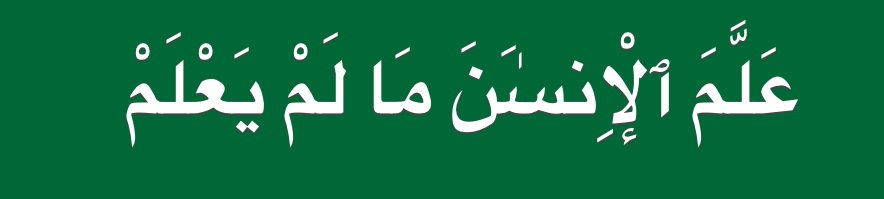 عَلَّمَ ٱلْإِنسَٰنَ مَا لَمْ يَعْلَمْ